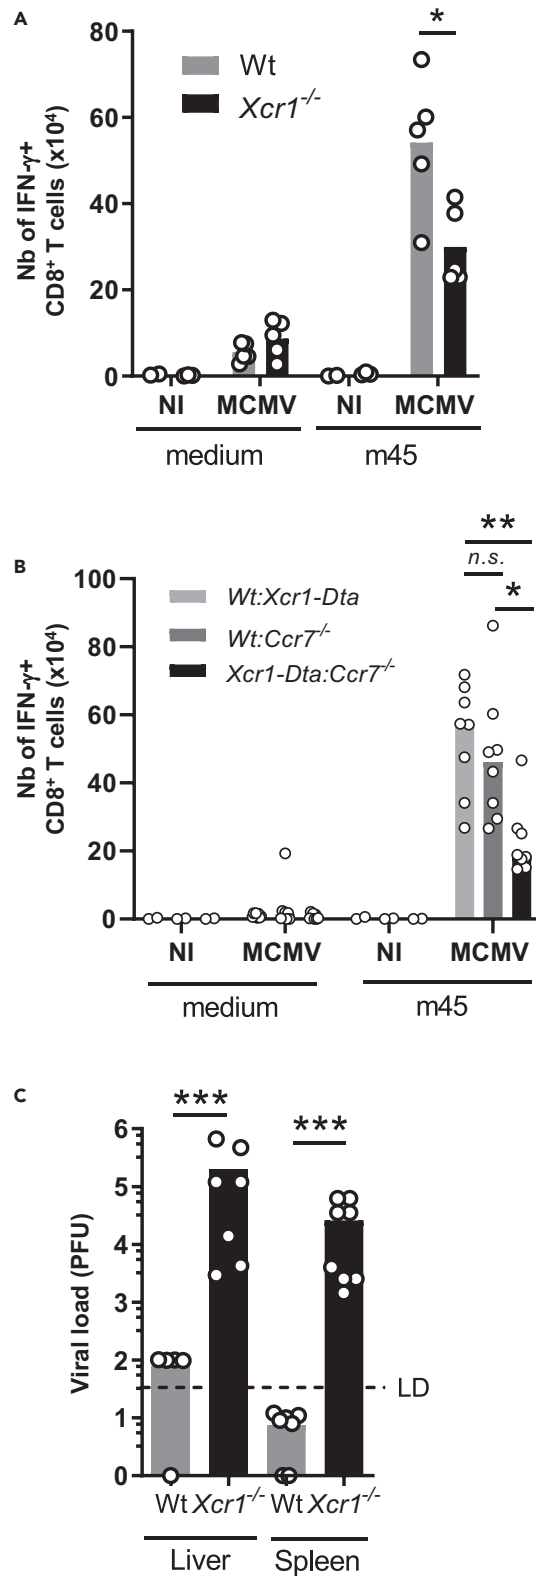 A
Nb of IFN-γ+
CD8⁺ T cells (x10⁴)
80
60
40
20
0
Wt
Xcr1⁻/⁻
*
NI
MCMV
NI
MCMV
medium
m45
B
Nb of IFN-γ+
CD8⁺ T cells (x10⁴)
100
80
60
40
20
0
Wt:Xcr1-Dta
Wt:Ccr7⁻/⁻
Xcr1-Dta:Ccr7⁻/⁻
**
n.s.
*
NI
MCMV
NI
MCMV
medium
m45
C
Viral load (PFU)
6
5
4
3
2
1
0
***
***
LD
Wt Xcr1⁻/⁻ Wt Xcr1⁻/⁻
Liver
Spleen